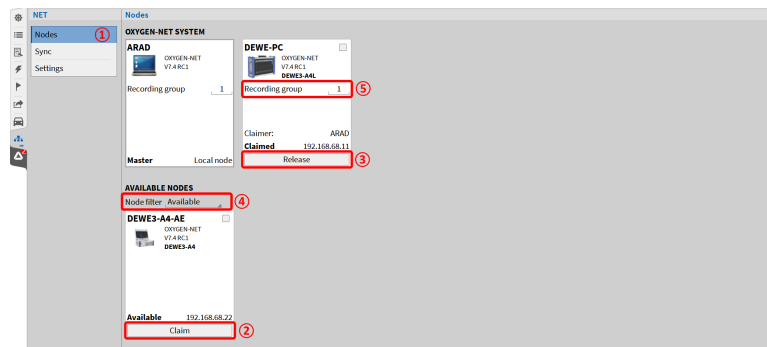 NET
Nodes
Nodes
①
Sync
Settings
OXYGEN-NET SYSTEM
ARAD
OXYGEN-NET
V7.4 RC1
Recording group 1
Master Local node
DEWE-PC
OXYGEN-NET
V7.4 RC1
DEWE3-A4L
Recording group 1
⑤
Claimer: ARAD
Claimed 192.168.68.11
Release
③
AVAILABLE NODES
Node filter Available
④
DEWE3-A4-AE
OXYGEN-NET
V7.4 RC1
DEWE3-A4
Available 192.168.68.22
Claim
②